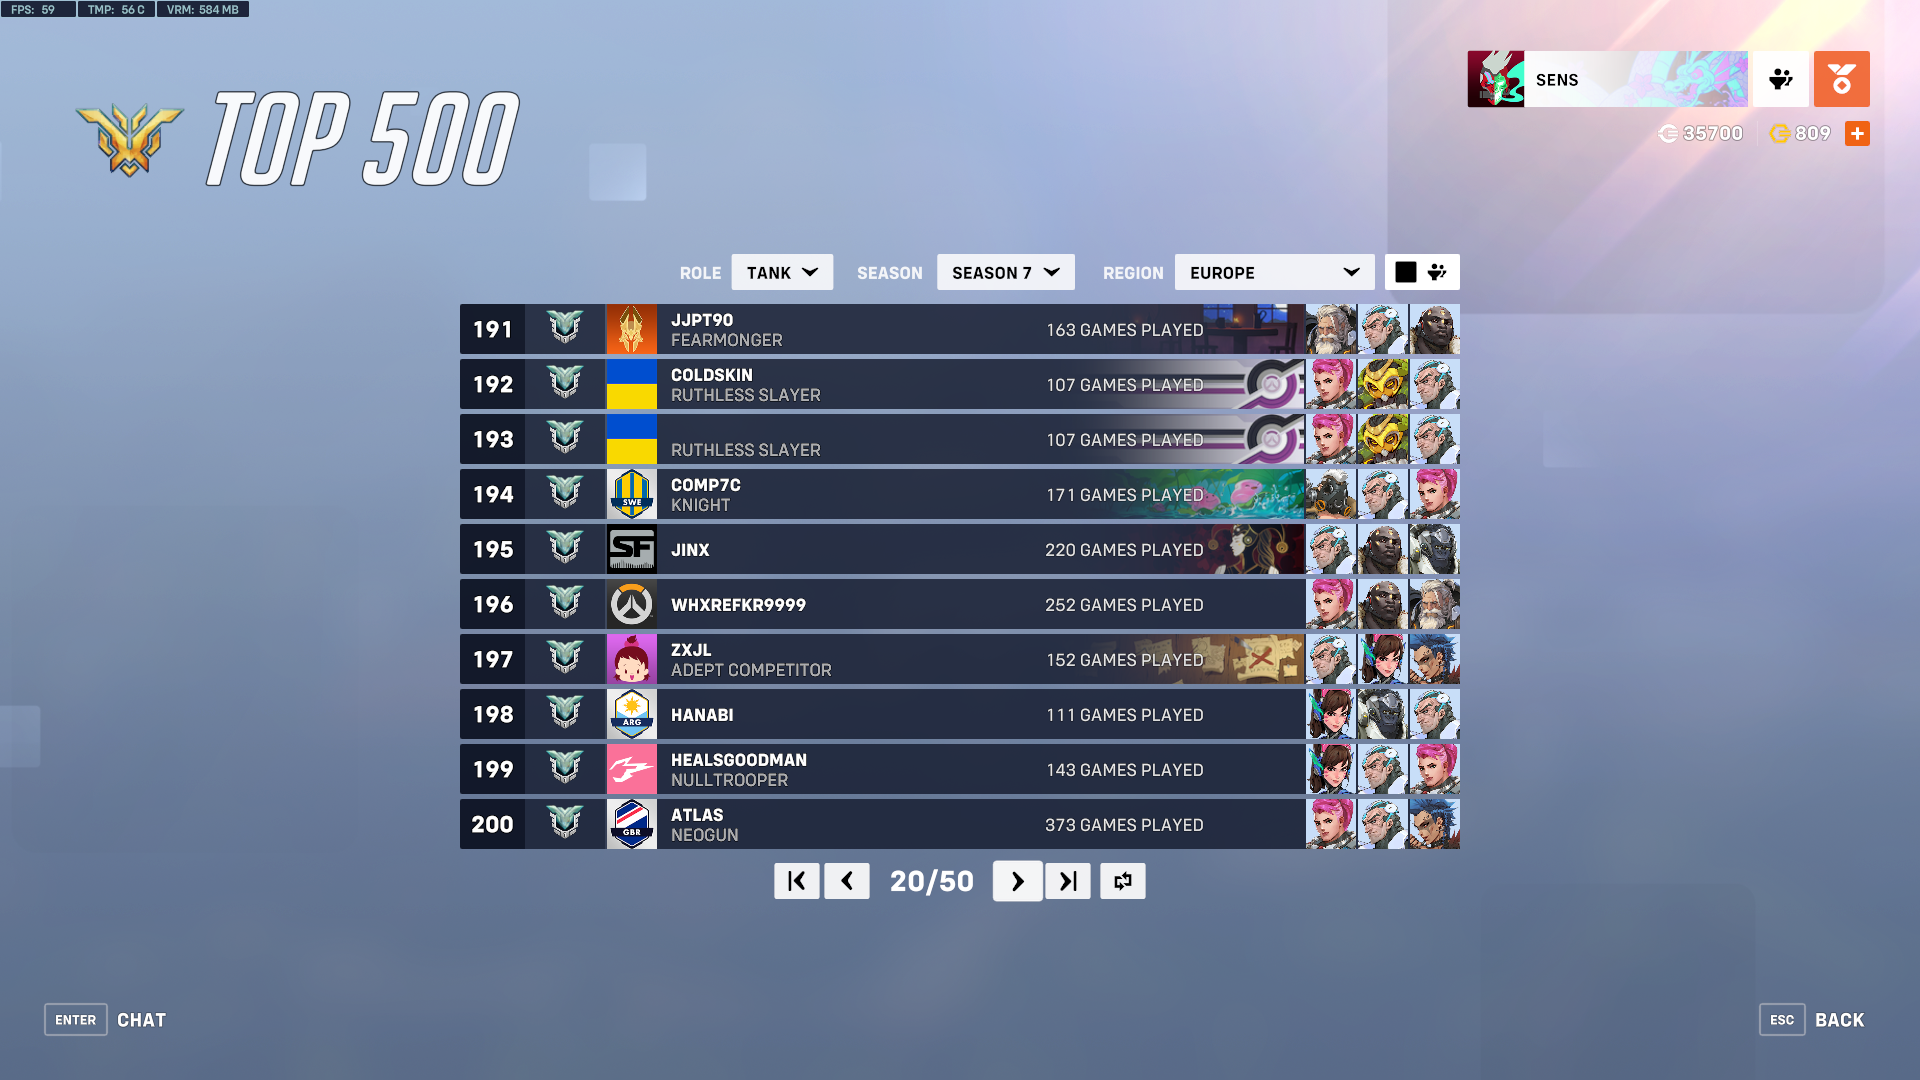 FPS: 59 TMP: 56 C VRM: 584 MB
TOP 500
SENS
35700 809 +
ROLE TANK SEASON SEASON 7 REGION EUROPE
191 JJPT90 FEARMONGER 163 GAMES PLAYED
192 COLDSKIN RUTHLESS SLAYER 107 GAMES PLAYED
193 RUTHLESS SLAYER 107 GAMES PLAYED
194 SWE COMP7C KNIGHT 171 GAMES PLAYED
195 SF JINX 220 GAMES PLAYED
196 WHXREFKR9999 252 GAMES PLAYED
197 ZXJL ADEPT COMPETITOR 152 GAMES PLAYED
198 ARG HANABI 111 GAMES PLAYED
199 HEALSGOODMAN NULLTROOPER 143 GAMES PLAYED
200 GBR ATLAS NEOGUN 373 GAMES PLAYED
20/50
ENTER CHAT
ESC BACK